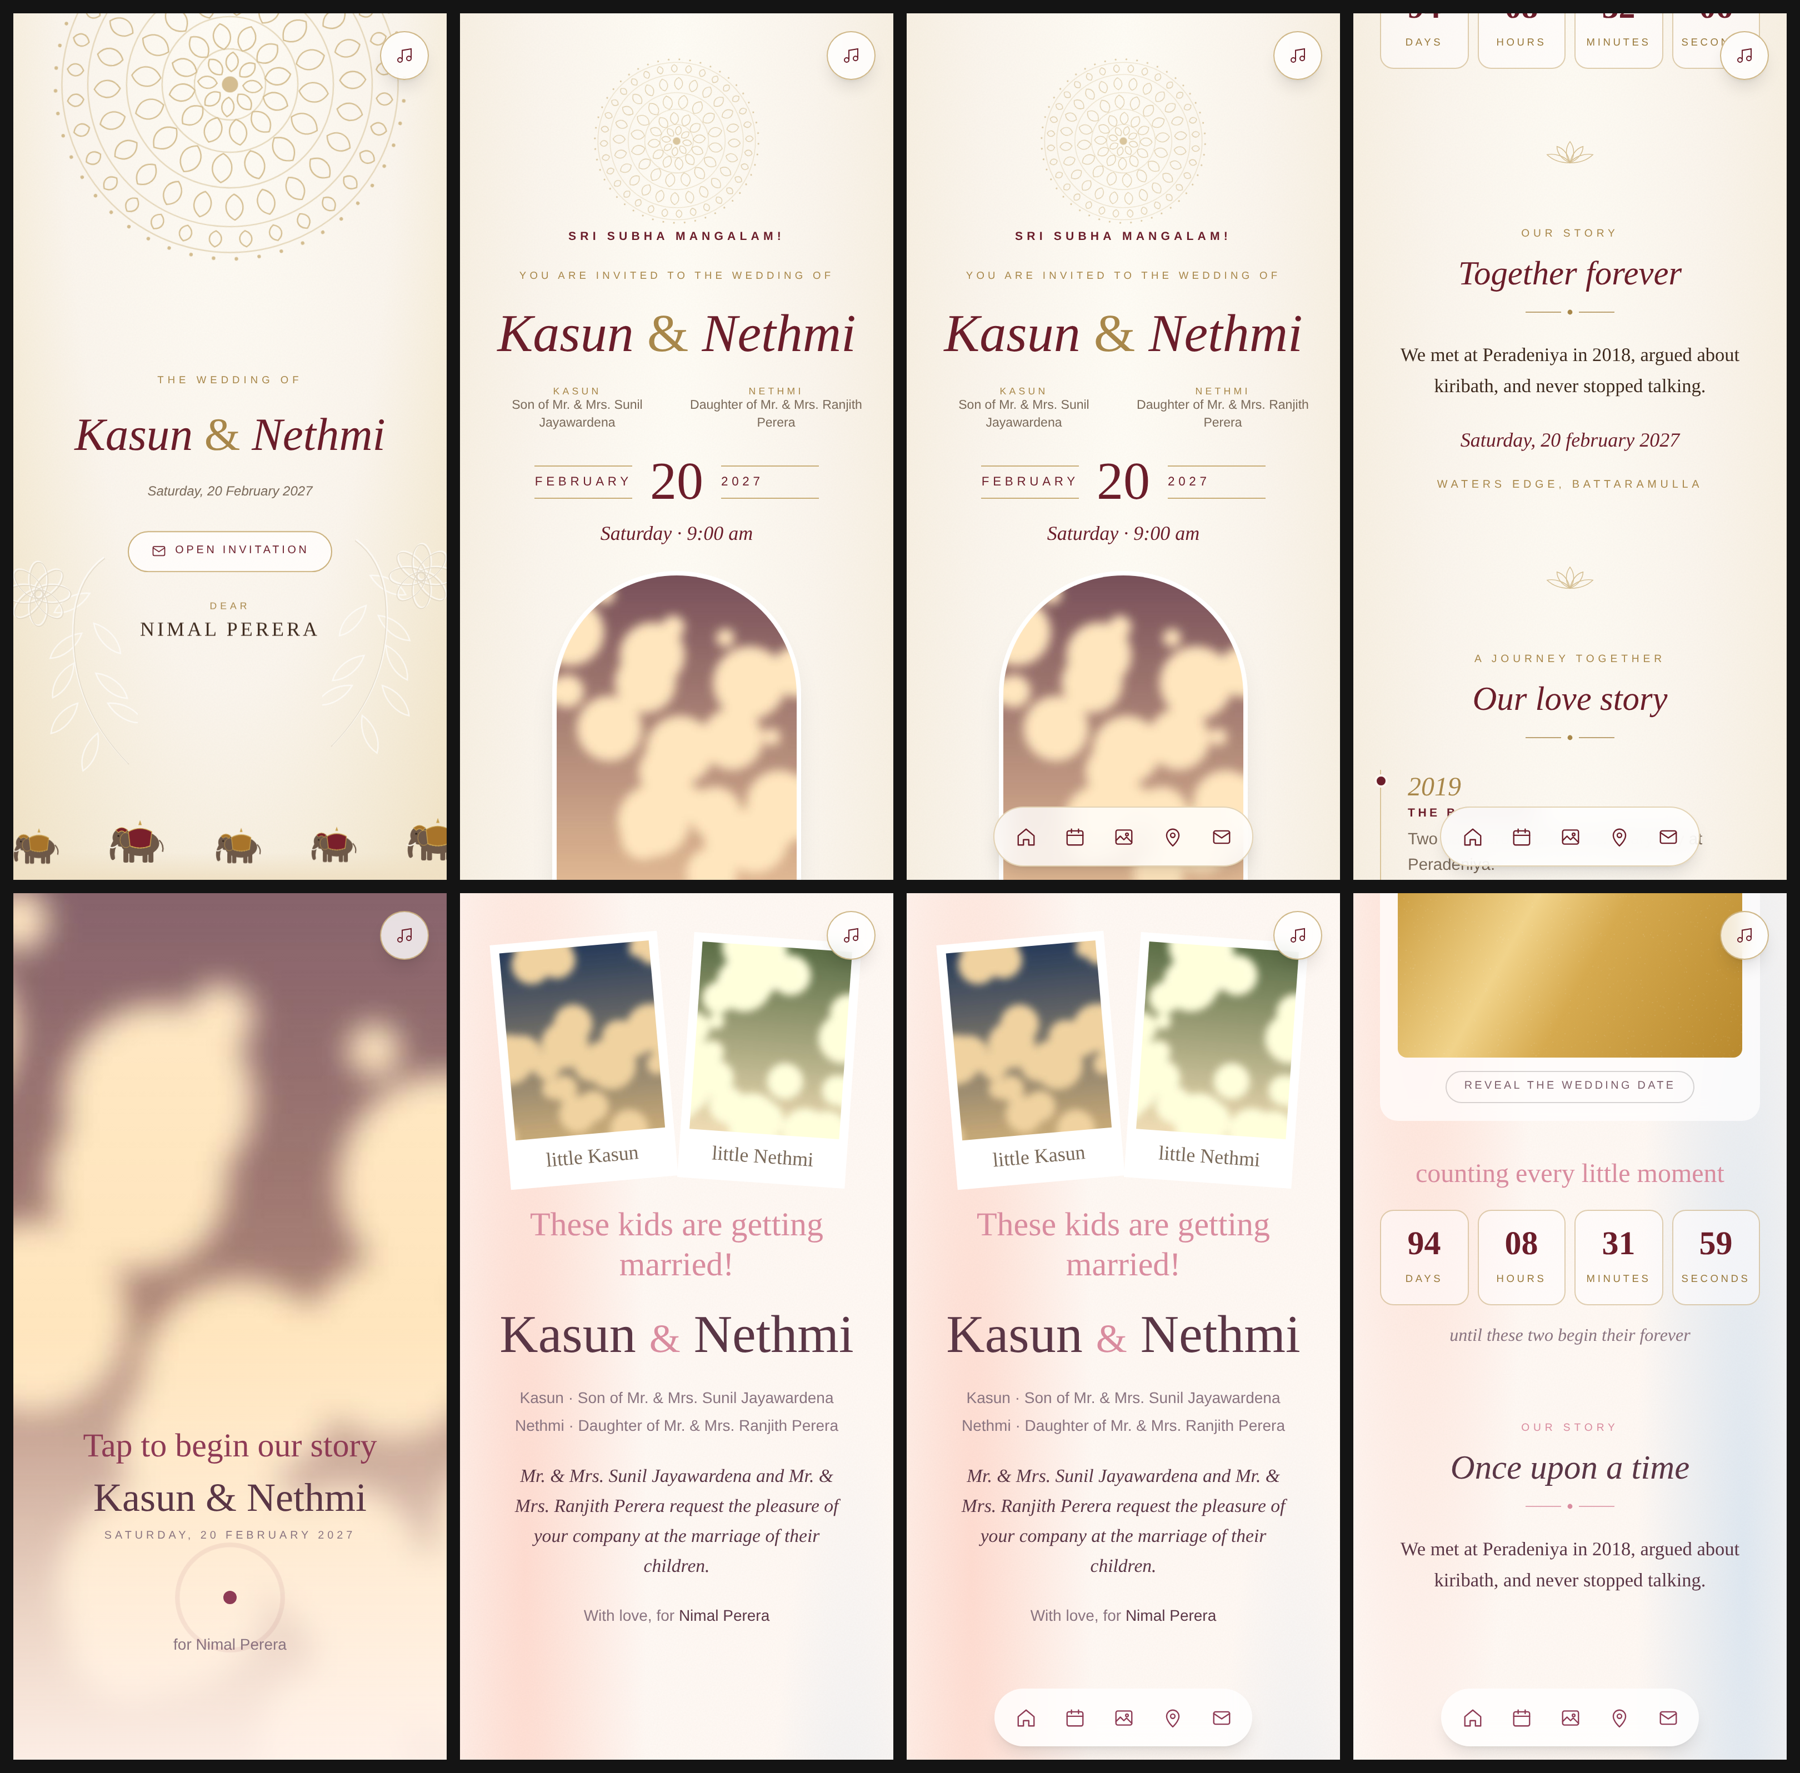 THE WEDDING OF
Kasun & Nethmi
Saturday, 20 February 2027
OPEN INVITATION
DEAR
NIMAL PERERA
SRI SUBHA MANGALAM!
YOU ARE INVITED TO THE WEDDING OF
Kasun & Nethmi
KASUN
Son of Mr. & Mrs. Sunil
Jayawardena
NETHMI
Daughter of Mr. & Mrs. Ranjith
Perera
FEBRUARY 20 2027
Saturday · 9:00 am
SRI SUBHA MANGALAM!
YOU ARE INVITED TO THE WEDDING OF
Kasun & Nethmi
KASUN
Son of Mr. & Mrs. Sunil
Jayawardena
NETHMI
Daughter of Mr. & Mrs. Ranjith
Perera
FEBRUARY 20 2027
Saturday · 9:00 am
DAYS HOURS MINUTES
OUR STORY
Together forever
We met at Peradeniya in 2018, argued about
kiribath, and never stopped talking.
Saturday, 20 february 2027
WATERS EDGE, BATTARAMULLA
A JOURNEY TOGETHER
Our love story
2019
THE
Two
Peradeniya.
Tap to begin our story
Kasun & Nethmi
SATURDAY, 20 FEBRUARY 2027
for Nimal Perera
little Kasun
little Nethmi
These kids are getting
married!
Kasun & Nethmi
Kasun · Son of Mr. & Mrs. Sunil Jayawardena
Nethmi · Daughter of Mr. & Mrs. Ranjith Perera
Mr. & Mrs. Sunil Jayawardena and Mr. &
Mrs. Ranjith Perera request the pleasure of
your company at the marriage of their
children.
With love, for Nimal Perera
little Kasun
little Nethmi
These kids are getting
married!
Kasun & Nethmi
Kasun · Son of Mr. & Mrs. Sunil Jayawardena
Nethmi · Daughter of Mr. & Mrs. Ranjith Perera
Mr. & Mrs. Sunil Jayawardena and Mr. &
Mrs. Ranjith Perera request the pleasure of
your company at the marriage of their
children.
With love, for Nimal Perera
REVEAL THE WEDDING DATE
counting every little moment
94 08 31 59
DAYS HOURS MINUTES SECONDS
until these two begin their forever
OUR STORY
Once upon a time
We met at Peradeniya in 2018, argued about
kiribath, and never stopped talking.